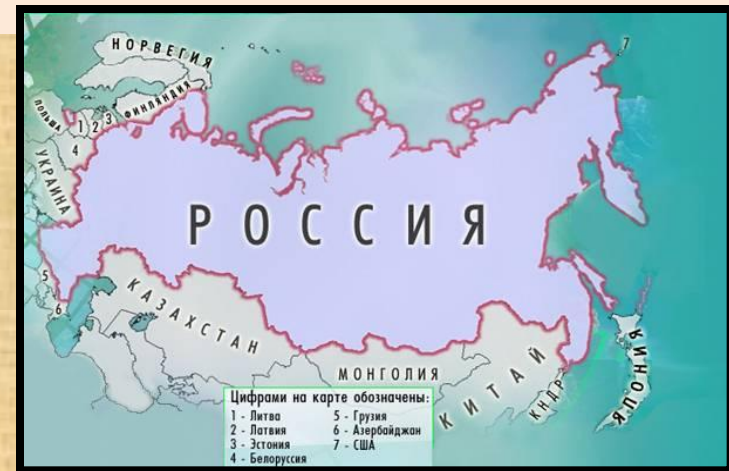 НОРВЕГИЯ
7
ФИНЛЯНДИЯ
ПОЛЬША
1 2 3
4
УКРАИНА
РОССИЯ
5
6
КАЗАХСТАН
МОНГОЛИЯ
КИТАЙ
КНДР
ЯПОНИЯ
Цифрами на карте обозначены:
1 - Литва 5 - Грузия
2 - Латвия 6 - Азербайджан
3 - Эстония 7 - США
4 - Белоруссия